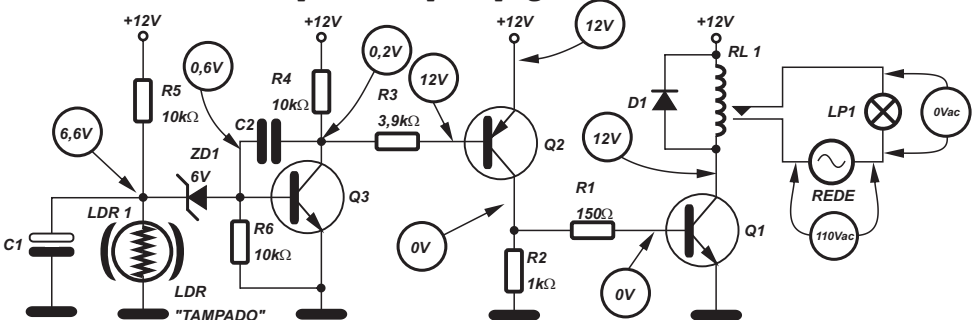 +12V
+12V
+12V
+12V
12V
RL 1
0,6V
0,2V
R5
10kΩ
R4
10kΩ
12V
R3
3,9kΩ
D1
LP1
0Vac
6,6V
C2
ZD1
6V
Q2
12V
REDE
Q3
R1
150Ω
LDR 1
R6
10kΩ
C1
0V
Q1
110Vac
R2
1kΩ
0V
LDR
"TAMPADO"